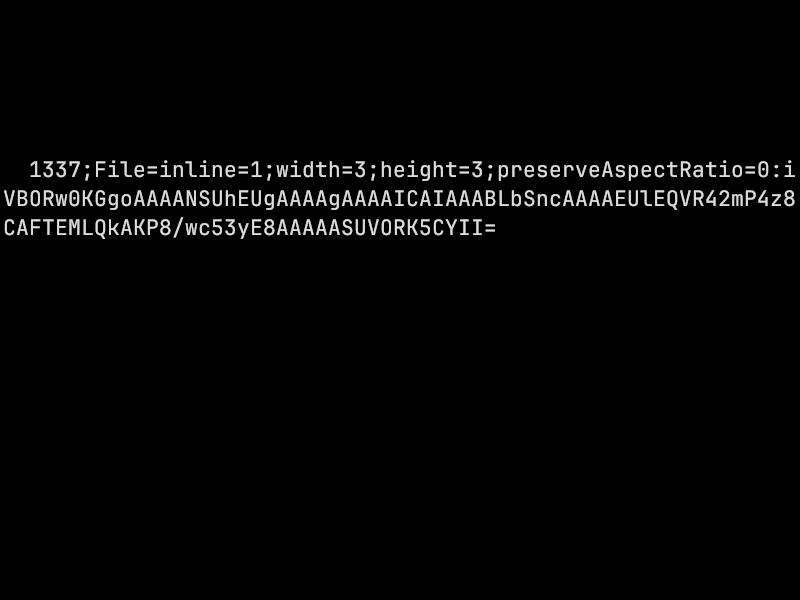 1337;File=inline=1;width=3;height=3;preserveAspectRatio=0:i
VBORw0KGgoAAAANSUhEUgAAAAgAAAAICAIAAABLbSncAAAAEUlEQVR42mP4z8
CAFTEMLQkAKP8/wc53yE8AAAAASUVORK5CYII=